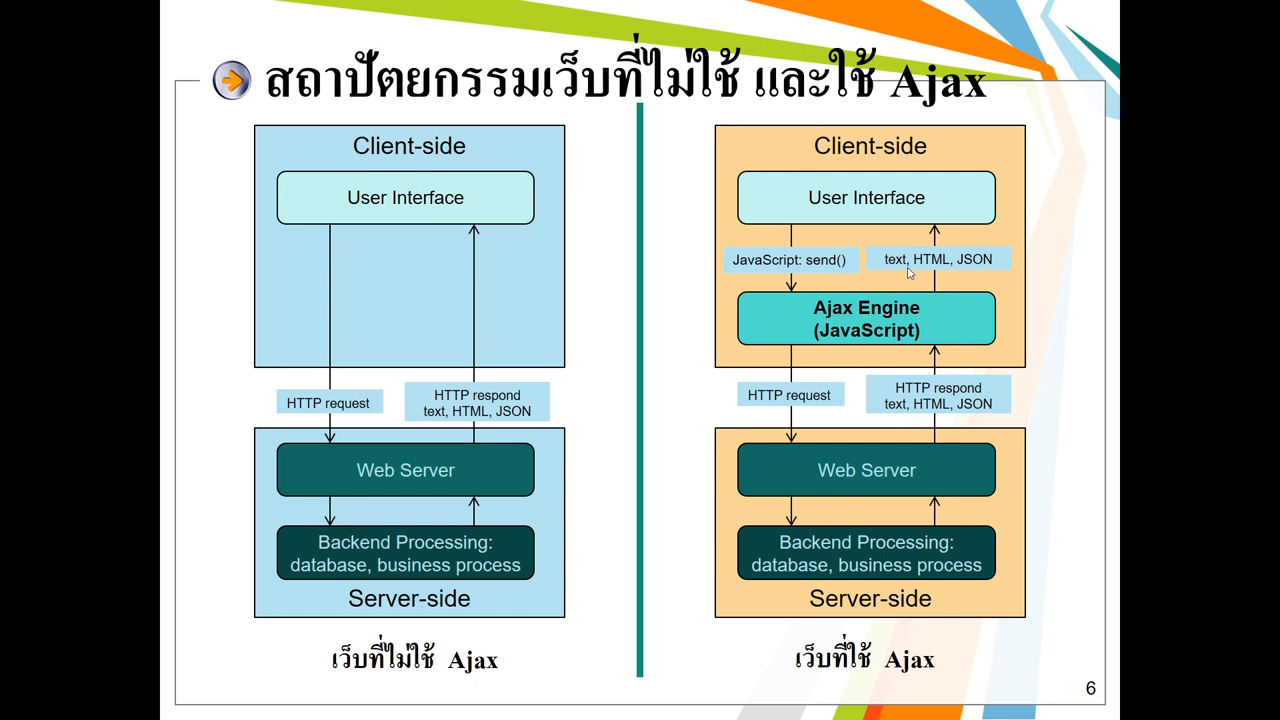 สถาปัตยกรรมเว็บที่ไม่ใช้ และใช้ Ajax
Client-side
User Interface
HTTP request
HTTP respond
text, HTML, JSON
Web Server
Backend Processing:
database, business process
Server-side
เว็บที่ไม่ใช้ Ajax
Client-side
User Interface
JavaScript: send()
text, HTML, JSON
Ajax Engine
(JavaScript)
HTTP request
HTTP respond
text, HTML, JSON
Web Server
Backend Processing:
database, business process
Server-side
เว็บที่ใช้ Ajax
6